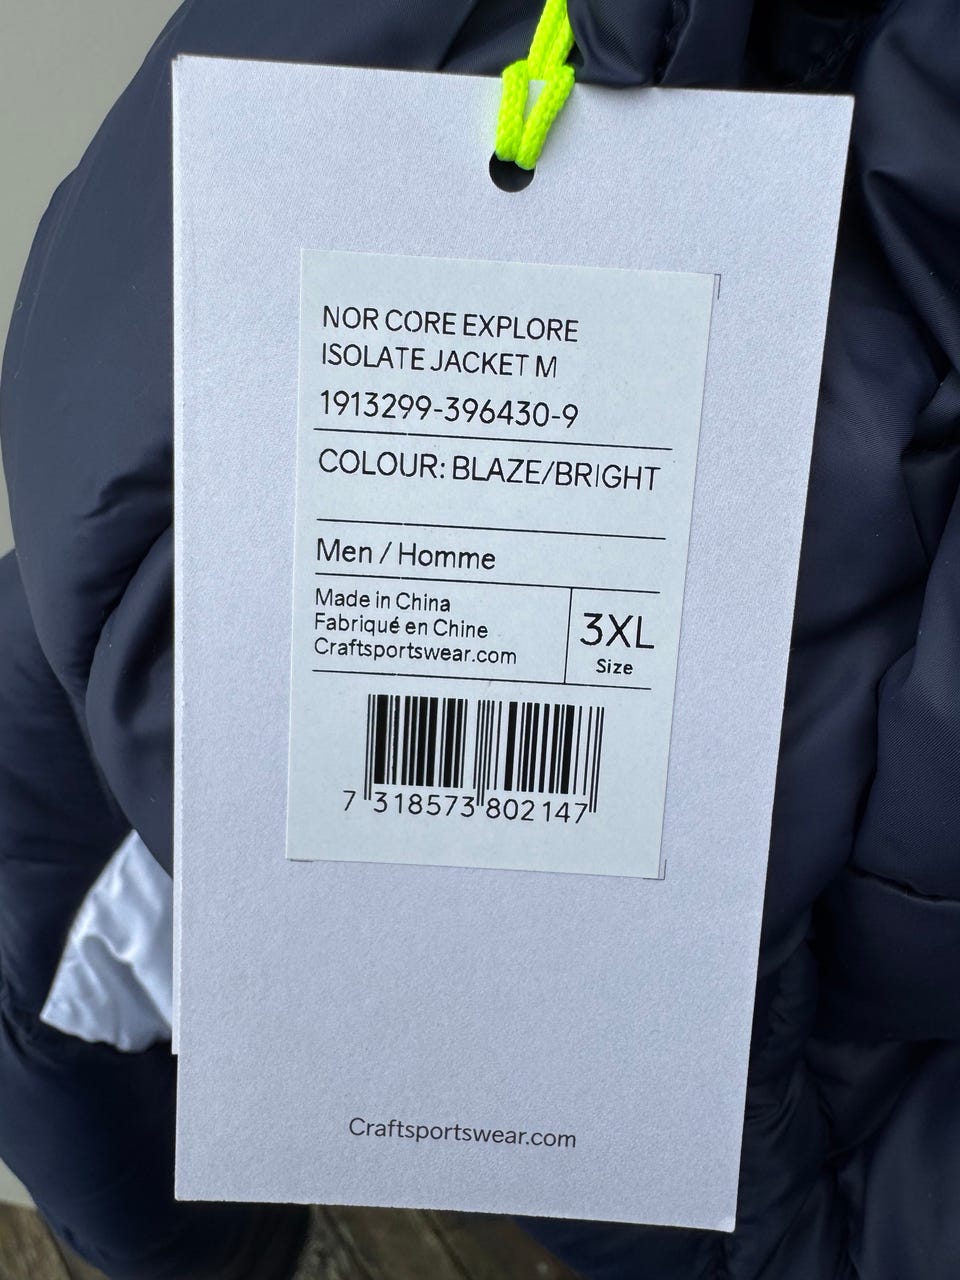 NOR CORE EXPLORE
ISOLATE JACKET M
1913299-396430-9
COLOUR: BLAZE/BRIGHT
Men / Homme
Made in China
Fabriqué en Chine
Craftsportswear.com
3XL
Size
7 318573 802147
Craftsportswear.com